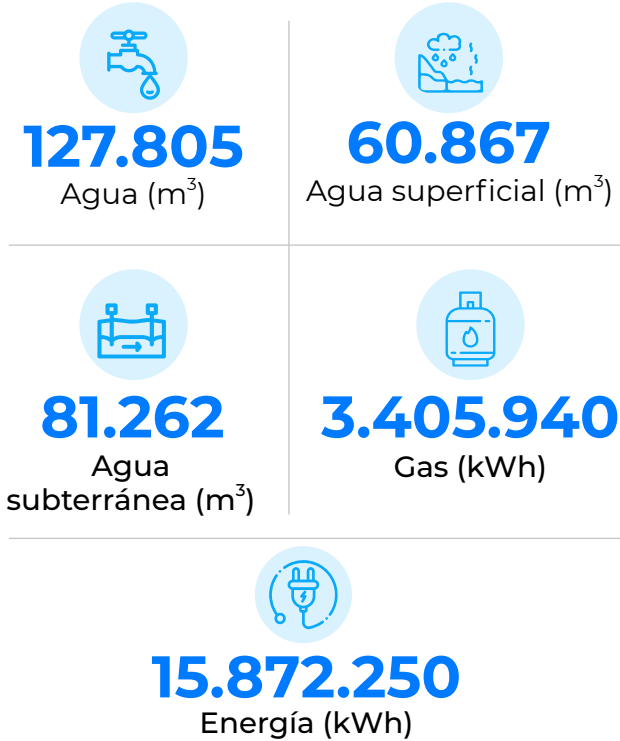 127.805
Agua (m³)
60.867
Agua superficial (m³)
81.262
Agua
subterránea (m³)
3.405.940
Gas (kWh)
15.872.250
Energía (kWh)